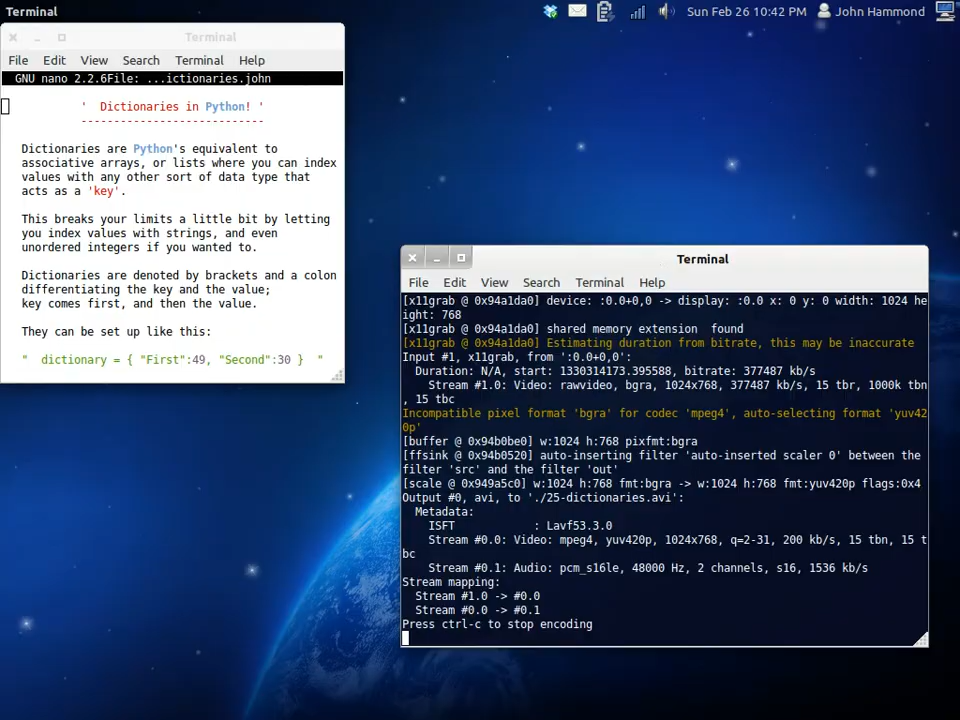 Terminal
Sun Feb 26 10:42 PM
John Hammond
Terminal
File Edit View Search Terminal Help
GNU nano 2.2.6File: ...ictionaries.john
' Dictionaries in Python! '
----------------------------
Dictionaries are Python's equivalent to
associative arrays, or lists where you can index
values with any other sort of data type that
acts as a 'key'.
This breaks your limits a little bit by letting
you index values with strings, and even
unordered integers if you wanted to.
Dictionaries are denoted by brackets and a colon
differentiating the key and the value;
key comes first, and then the value.
They can be set up like this:
" dictionary = { "First":49, "Second":30 } "
Terminal
File Edit View Search Terminal Help
[x11grab @ 0x94a1da0] device: :0.0+0,0 -> display: :0.0 x: 0 y: 0 width: 1024 he
ight: 768
[x11grab @ 0x94a1da0] shared memory extension  found
[x11grab @ 0x94a1da0] Estimating duration from bitrate, this may be inaccurate
Input #1, x11grab, from ':0.0+0,0':
Duration: N/A, start: 1330314173.395588, bitrate: 377487 kb/s
Stream #1.0: Video: rawvideo, bgra, 1024x768, 377487 kb/s, 15 tbr, 1000k tbn
, 15 tbc
Incompatible pixel format 'bgra' for codec 'mpeg4', auto-selecting format 'yuv42
0p'
[buffer @ 0x94b0be0] w:1024 h:768 pixfmt:bgra
[ffsink @ 0x94b0520] auto-inserting filter 'auto-inserted scaler 0' between the
filter 'src' and the filter 'out'
[scale @ 0x949a5c0] w:1024 h:768 fmt:bgra -> w:1024 h:768 fmt:yuv420p flags:0x4
Output #0, avi, to './25-dictionaries.avi':
Metadata:
ISFT            : Lavf53.3.0
Stream #0.0: Video: mpeg4, yuv420p, 1024x768, q=2-31, 200 kb/s, 15 tbn, 15 t
bc
Stream #0.1: Audio: pcm_s16le, 48000 Hz, 2 channels, s16, 1536 kb/s
Stream mapping:
Stream #1.0 -> #0.0
Stream #0.0 -> #0.1
Press ctrl-c to stop encoding